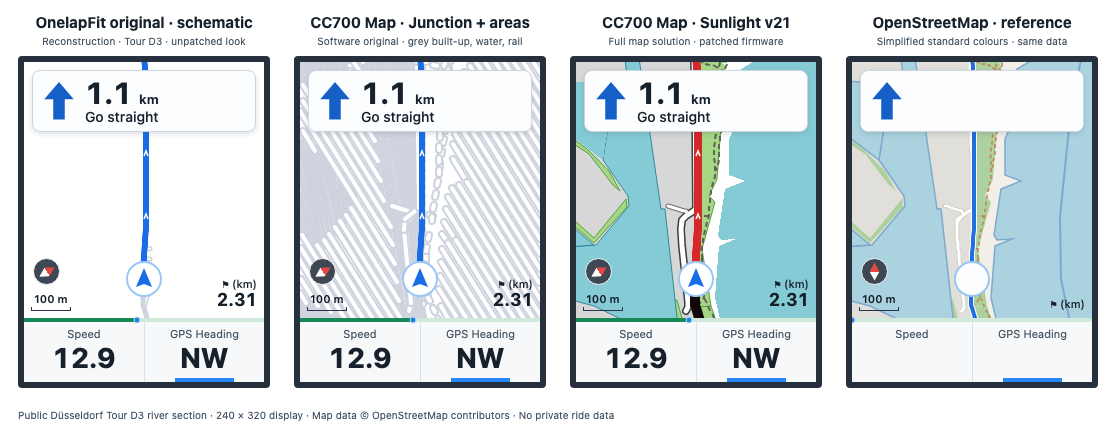 OnelapFit original · schematic
Reconstruction · Tour D3 · unpatched look
1.1 km
Go straight
100 m
(km)
2.31
Speed
GPS Heading
12.9
NW
CC700 Map · Junction + areas
Software original · grey built-up, water, rail
1.1 km
Go straight
100 m
(km)
2.31
Speed
GPS Heading
12.9
NW
CC700 Map · Sunlight v21
Full map solution · patched firmware
1.1 km
Go straight
100 m
(km)
2.31
Speed
GPS Heading
12.9
NW
OpenStreetMap · reference
Simplified standard colours · same data
100 m
(km)
Speed
GPS Heading
Public Düsseldorf Tour D3 river section · 240 × 320 display · Map data © OpenStreetMap contributors · No private ride data